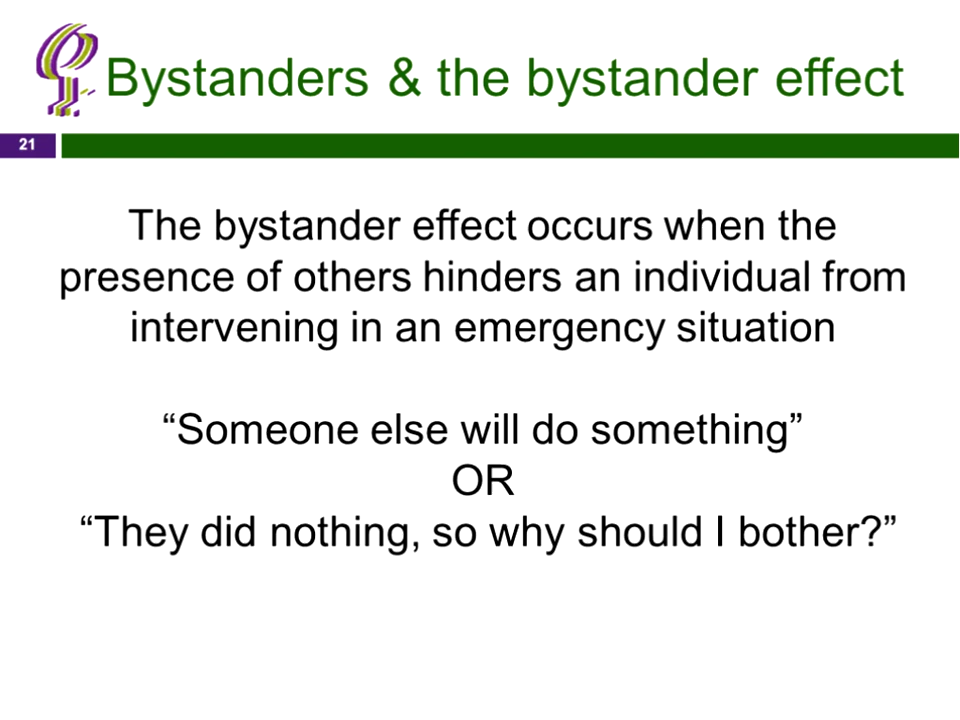 Bystanders & the bystander effect
21
The bystander effect occurs when the
presence of others hinders an individual from
intervening in an emergency situation
“Someone else will do something”
OR
“They did nothing, so why should I bother?”